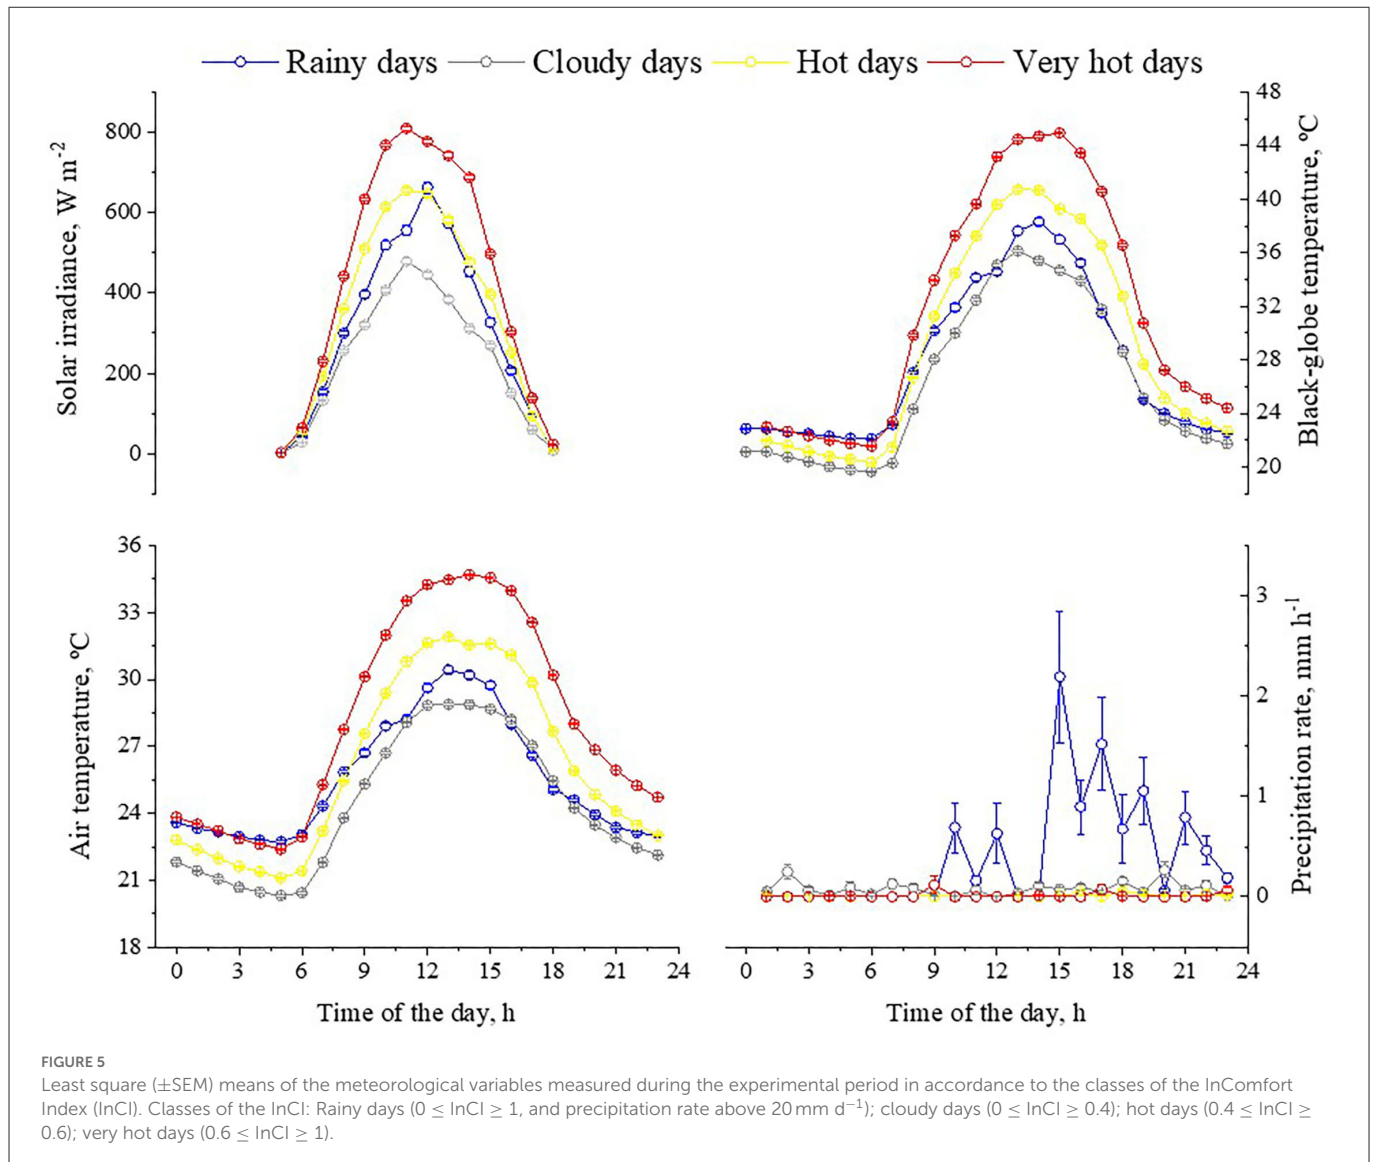 Rainy days Cloudy days Hot days Very hot days
Solar irradiance, W m-2
800
600
400
200
0
48
44
40
36
32
28
24
20
Black-globe temperature, ºC
Air temperature, ºC
36
33
30
27
24
21
18
0 3 6 9 12 15 18 21 24
Time of the day, h
3
2
1
0
Precipitation rate, mm h-1
0 3 6 9 12 15 18 21 24
Time of the day, h
FIGURE 5
Least square (±SEM) means of the meteorological variables measured during the experimental period in accordance to the classes of the InComfort
Index (InCI). Classes of the InCI: Rainy days (0 ≤ InCI ≥ 1, and precipitation rate above 20 mm d−1); cloudy days (0 ≤ InCI ≥ 0.4); hot days (0.4 ≤ InCI ≥
0.6); very hot days (0.6 ≤ InCI ≥ 1).